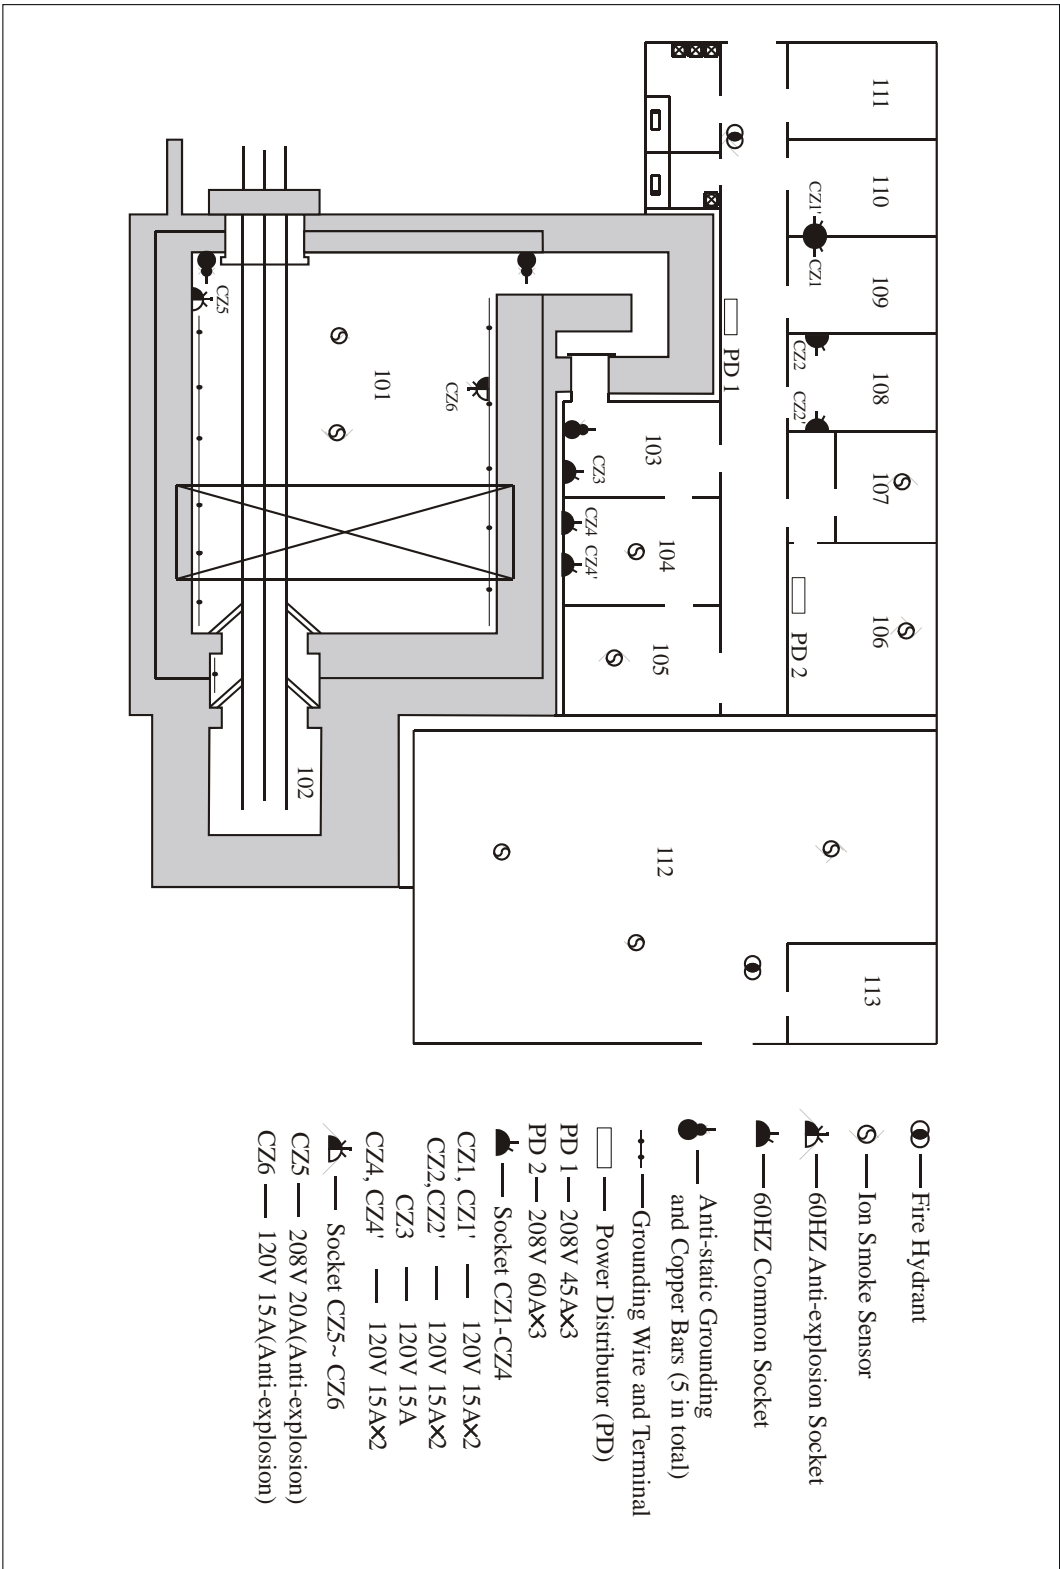 111
110
109
108
107
106
CZ1'
CZ1
CZ2
CZ2'
PD 1
PD 2
103
104
105
CZ3
CZ4
CZ4'
101
CZ5
CZ6
102
112
113
Fire Hydrant
Ion Smoke Sensor
60HZ Anti-explosion Socket
60HZ Common Socket
Anti-static Grounding
and Copper Bars (5 in total)
Grounding Wire and Terminal
Power Distributor (PD)
PD 1 — 208V 45A×3
PD 2 — 208V 60A×3
Socket CZ1-CZ4
CZ1, CZ1' — 120V 15A×2
CZ2,CZ2' — 120V 15A×2
CZ3 — 120V 15A
CZ4, CZ4' — 120V 15A×2
Socket CZ5~ CZ6
CZ5 — 208V 20A(Anti-explosion)
CZ6 — 120V 15A(Anti-explosion)